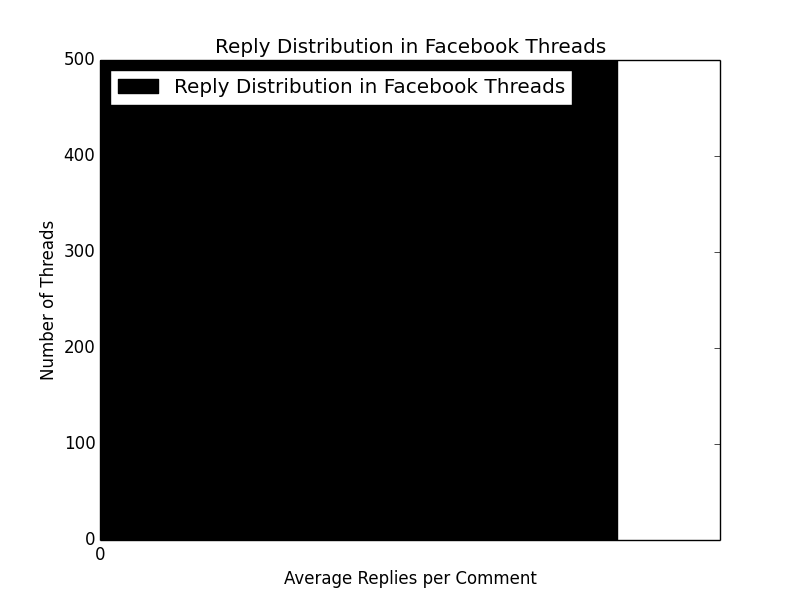 Reply Distribution in Facebook Threads
Reply Distribution in Facebook Threads
500
400
300
200
100
0
0
Number of Threads
Average Replies per Comment